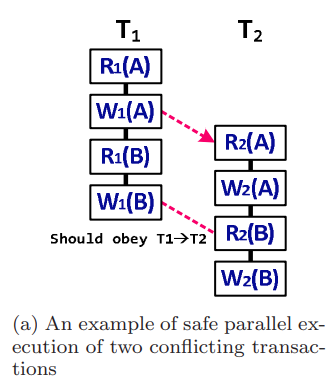 T1 T2
R1(A)
W1(A)
R2(A)
R1(B)
W2(A)
W1(B)
R2(B)
Should obey T1→T2
W2(B)
(a) An example of safe parallel ex-
ecution of two conflicting transac-
tions